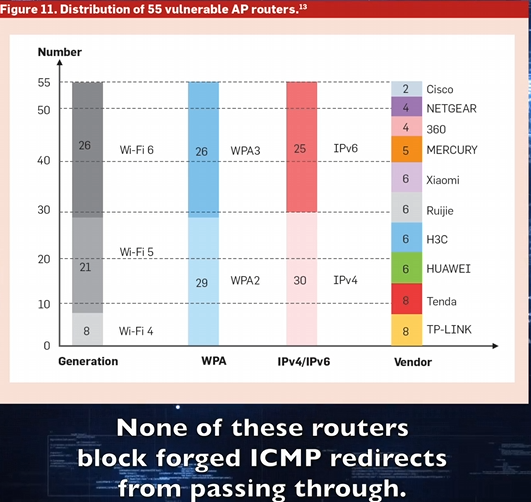 Figure 11. Distribution of 55 vulnerable AP routers.13
Number
55
50
40
30
20
10
0
26
Wi-Fi 6
21
Wi-Fi 5
8
Wi-Fi 4
Generation
26
WPA3
29
WPA2
WPA
25
IPv6
30
IPv4
IPv4/IPv6
2 Cisco
4 NETGEAR
4 360
5 MERCURY
6 Xiaomi
6 Ruijie
6 H3C
6 HUAWEI
8 Tenda
8 TP-LINK
Vendor
None of these routers
block forged ICMP redirects
from passing through.